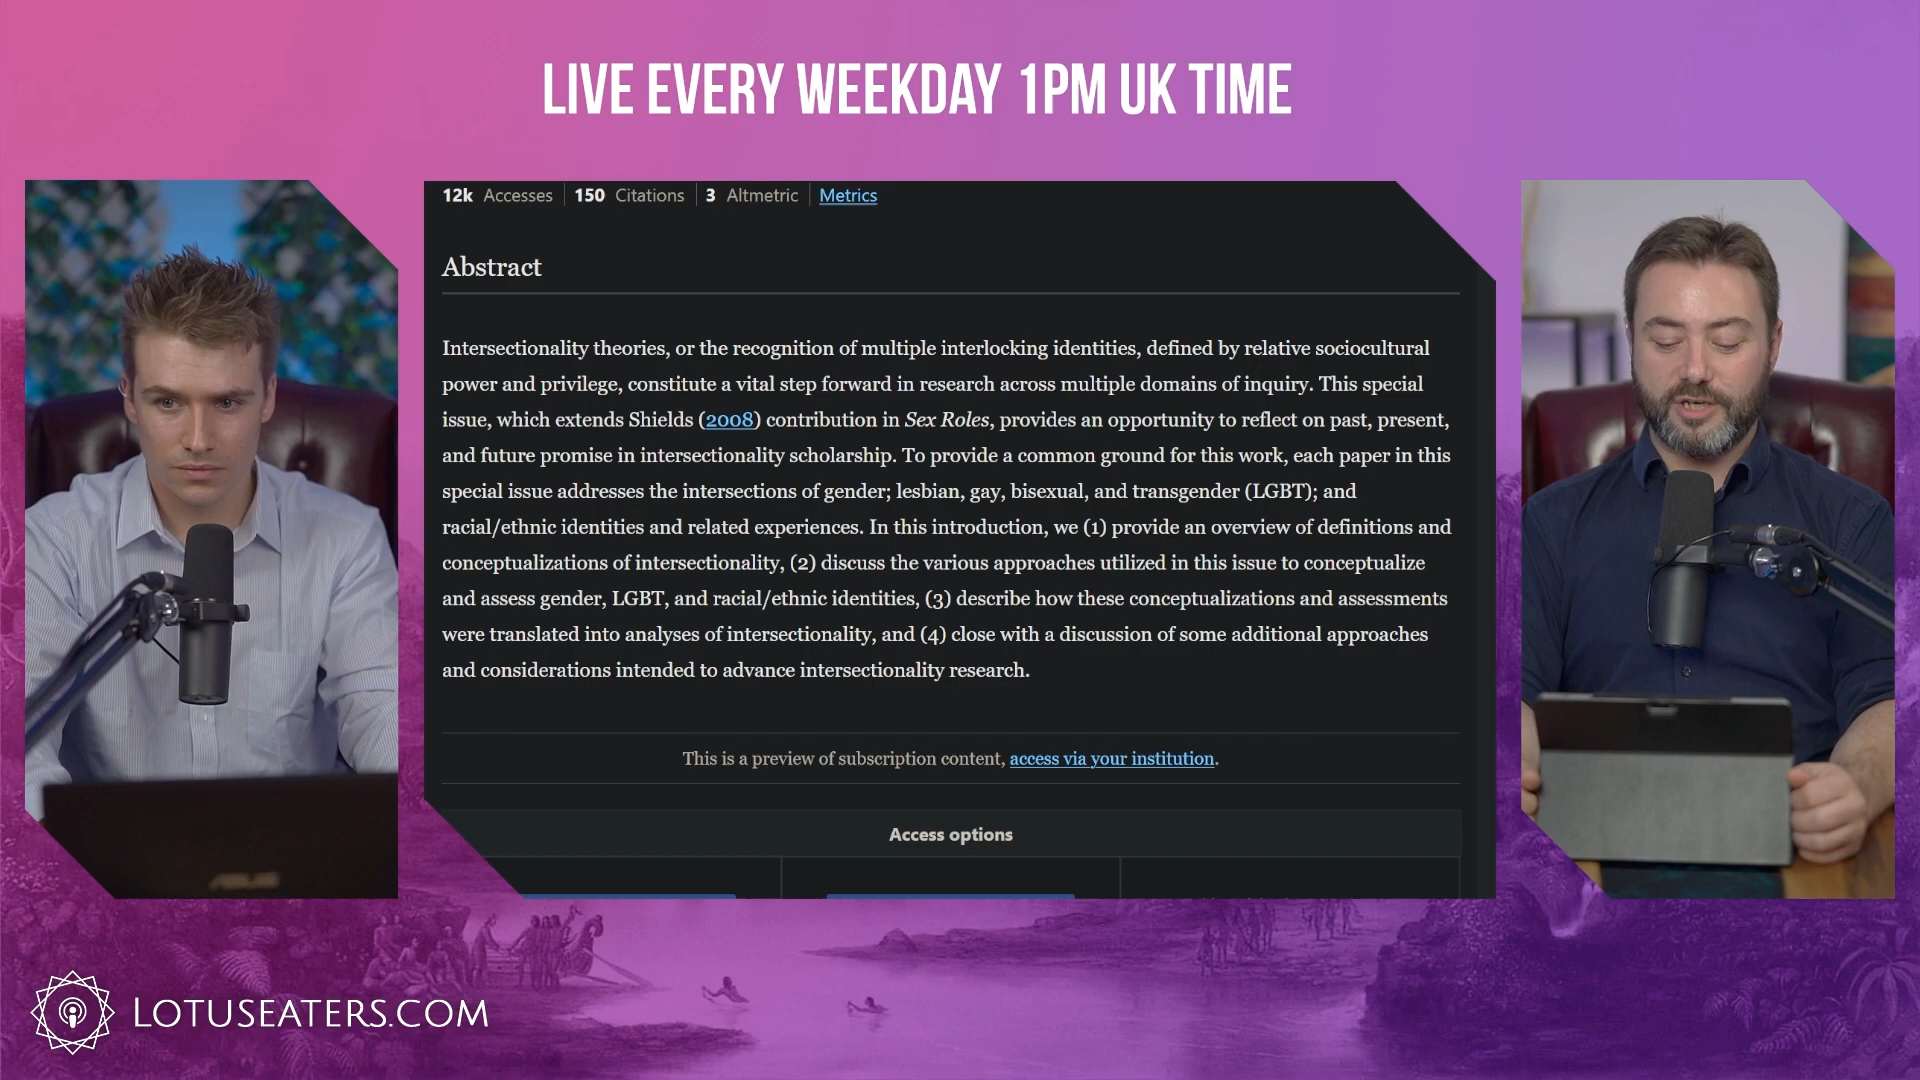 LIVE EVERY WEEKDAY 1PM UK TIME
12k Accesses 150 Citations 3 Altmetric Metrics
Abstract
Intersectionality theories, or the recognition of multiple interlocking identities, defined by relative sociocultural
power and privilege, constitute a vital step forward in research across multiple domains of inquiry. This special
issue, which extends Shields (2008) contribution in Sex Roles, provides an opportunity to reflect on past, present,
and future promise in intersectionality scholarship. To provide a common ground for this work, each paper in this
special issue addresses the intersections of gender; lesbian, gay, bisexual, and transgender (LGBT); and
racial/ethnic identities and related experiences. In this introduction, we (1) provide an overview of definitions and
conceptualizations of intersectionality, (2) discuss the various approaches utilized in this issue to conceptualize
and assess gender, LGBT, and racial/ethnic identities, (3) describe how these conceptualizations and assessments
were translated into analyses of intersectionality, and (4) close with a discussion of some additional approaches
and considerations intended to advance intersectionality research.
This is a preview of subscription content, access via your institution.
Access options
ASUS
LOTUSEATERS.COM